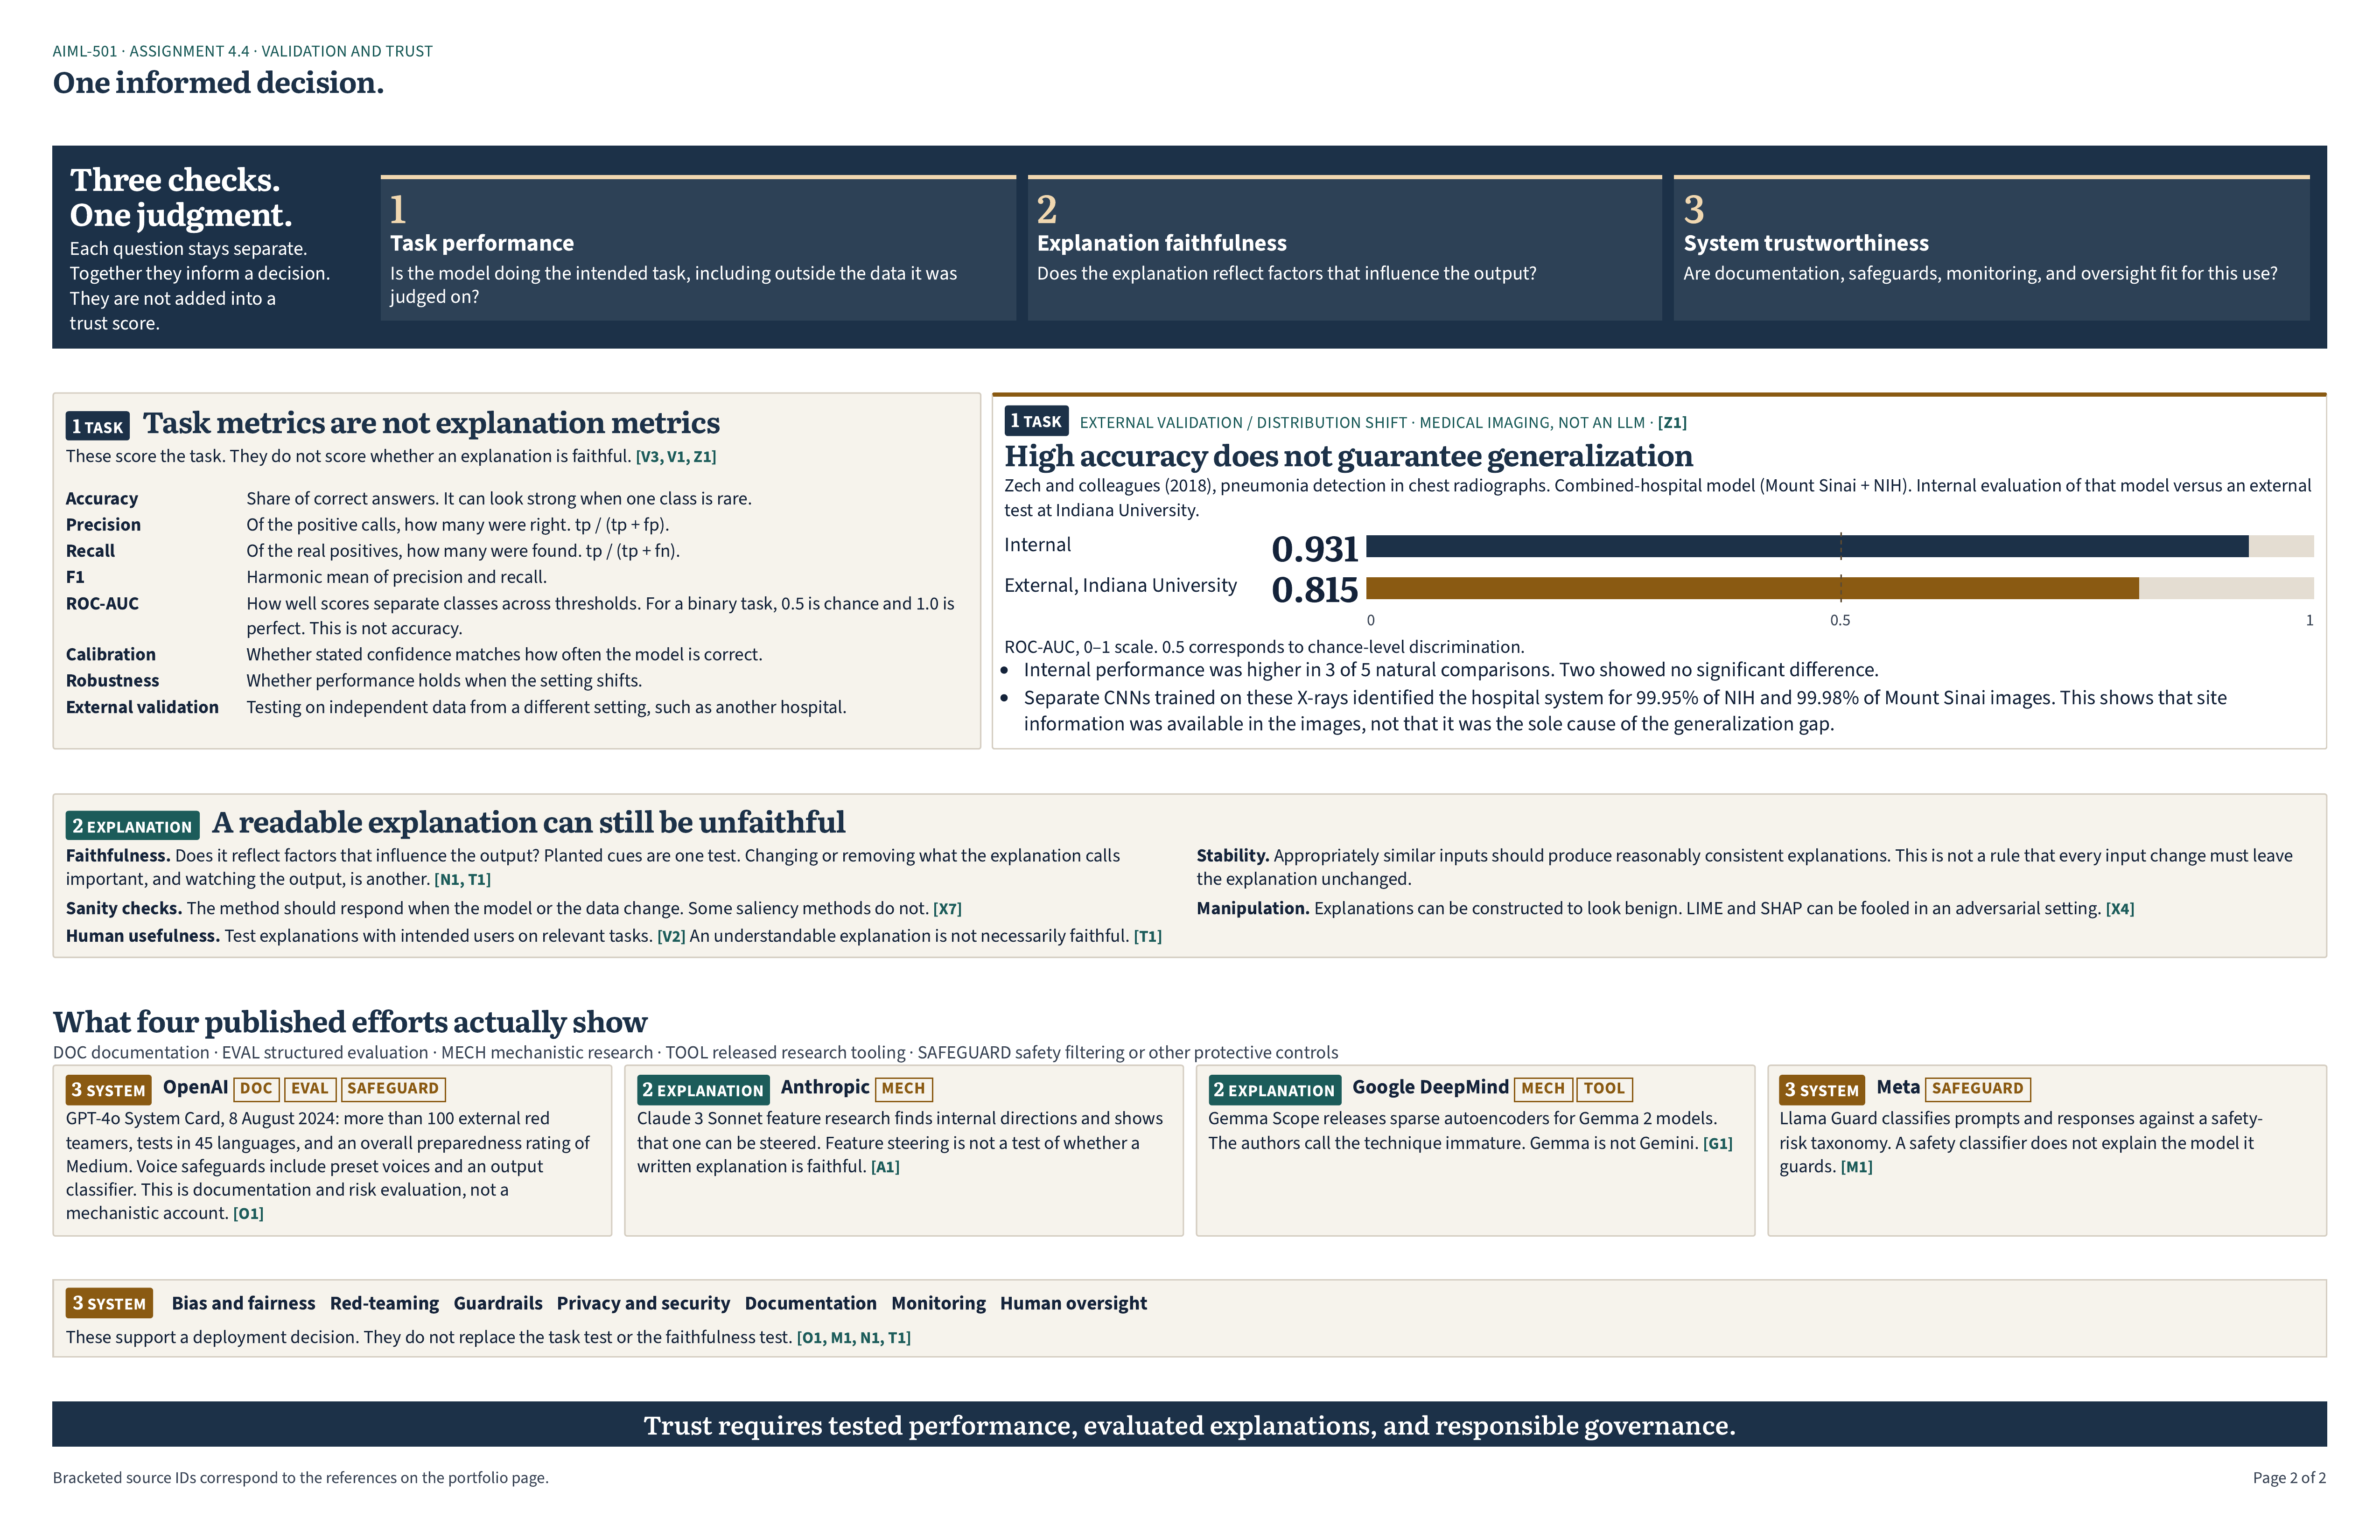 AIML-501 · ASSIGNMENT 4.4 · VALIDATION AND TRUST
One informed decision.
Three checks.
One judgment.
Each question stays separate.
Together they inform a decision.
They are not added into a
trust score.
1
Task performance
Is the model doing the intended task, including outside the data it was
judged on?
2
Explanation faithfulness
Does the explanation reflect factors that influence the output?
3
System trustworthiness
Are documentation, safeguards, monitoring, and oversight fit for this use?
1 TASK Task metrics are not explanation metrics
These score the task. They do not score whether an explanation is faithful. [V3, V1, Z1]
Accuracy Share of correct answers. It can look strong when one class is rare.
Precision Of the positive calls, how many were right. tp / (tp + fp).
Recall Of the real positives, how many were found. tp / (tp + fn).
F1 Harmonic mean of precision and recall.
ROC-AUC How well scores separate classes across thresholds. For a binary task, 0.5 is chance and 1.0 is
perfect. This is not accuracy.
Calibration Whether stated confidence matches how often the model is correct.
Robustness Whether performance holds when the setting shifts.
External validation Testing on independent data from a different setting, such as another hospital.
1 TASK EXTERNAL VALIDATION / DISTRIBUTION SHIFT · MEDICAL IMAGING, NOT AN LLM · [Z1]
High accuracy does not guarantee generalization
Zech and colleagues (2018), pneumonia detection in chest radiographs. Combined-hospital model (Mount Sinai + NIH). Internal evaluation of that model versus an external
test at Indiana University.
Internal 0.931
External, Indiana University 0.815
0 0.5 1
ROC-AUC, 0–1 scale. 0.5 corresponds to chance-level discrimination.
• Internal performance was higher in 3 of 5 natural comparisons. Two showed no significant difference.
• Separate CNNs trained on these X-rays identified the hospital system for 99.95% of NIH and 99.98% of Mount Sinai images. This shows that site
information was available in the images, not that it was the sole cause of the generalization gap.
2 EXPLANATION A readable explanation can still be unfaithful
Faithfulness. Does it reflect factors that influence the output? Planted cues are one test. Changing or removing what the explanation calls
important, and watching the output, is another. [N1, T1]
Sanity checks. The method should respond when the model or the data change. Some saliency methods do not. [X7]
Human usefulness. Test explanations with intended users on relevant tasks. [V2] An understandable explanation is not necessarily faithful. [T1]
Stability. Appropriately similar inputs should produce reasonably consistent explanations. This is not a rule that every input change must leave
the explanation unchanged.
Manipulation. Explanations can be constructed to look benign. LIME and SHAP can be fooled in an adversarial setting. [X4]
What four published efforts actually show
DOC documentation · EVAL structured evaluation · MECH mechanistic research · TOOL released research tooling · SAFEGUARD safety filtering or other protective controls
3 SYSTEM OpenAI DOC EVAL SAFEGUARD
GPT-4o System Card, 8 August 2024: more than 100 external red
teamers, tests in 45 languages, and an overall preparedness rating of
Medium. Voice safeguards include preset voices and an output
classifier. This is documentation and risk evaluation, not a
mechanistic account. [O1]
2 EXPLANATION Anthropic MECH
Claude 3 Sonnet feature research finds internal directions and shows
that one can be steered. Feature steering is not a test of whether a
written explanation is faithful. [A1]
2 EXPLANATION Google DeepMind MECH TOOL
Gemma Scope releases sparse autoencoders for Gemma 2 models.
The authors call the technique immature. Gemma is not Gemini. [G1]
3 SYSTEM Meta SAFEGUARD
Llama Guard classifies prompts and responses against a safety-
risk taxonomy. A safety classifier does not explain the model it
guards. [M1]
3 SYSTEM Bias and fairness Red-teaming Guardrails Privacy and security Documentation Monitoring Human oversight
These support a deployment decision. They do not replace the task test or the faithfulness test. [O1, M1, N1, T1]
Trust requires tested performance, evaluated explanations, and responsible governance.
Bracketed source IDs correspond to the references on the portfolio page.
Page 2 of 2